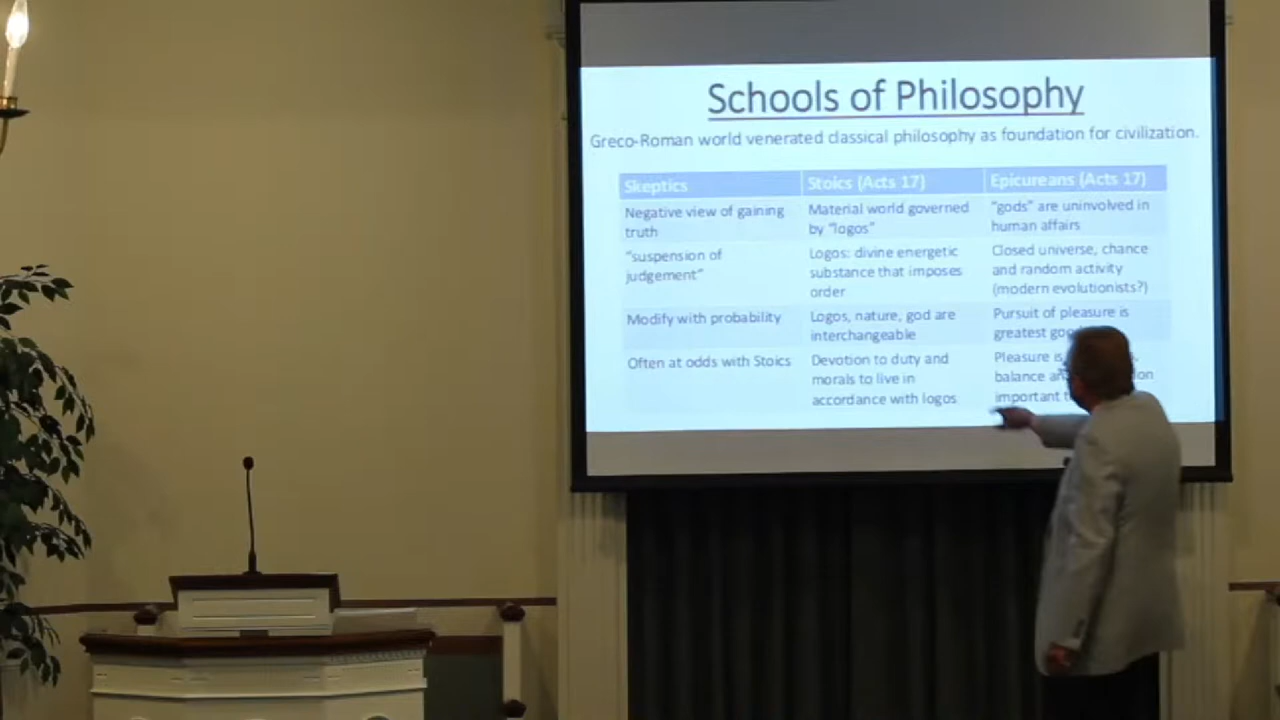 Schools of Philosophy
Greco-Roman world venerated classical philosophy as foundation for civilization.
Skeptics
Stoics (Acts 17)
Epicureans (Acts 17)
Negative view of gaining
truth
Material world governed
by "logos"
"gods" are uninvolved in
human affairs
"suspension of
judgement"
Logos: divine energetic
substance that imposes
order
Closed universe, chance
and random activity
(modern evolutionists?)
Modify with probability
Logos, nature, god are
interchangeable
Pursuit of pleasure is
greatest
Often at odds with Stoics
Devotion to duty and
morals to live in
accordance with logos
Pleasure is
balance
important